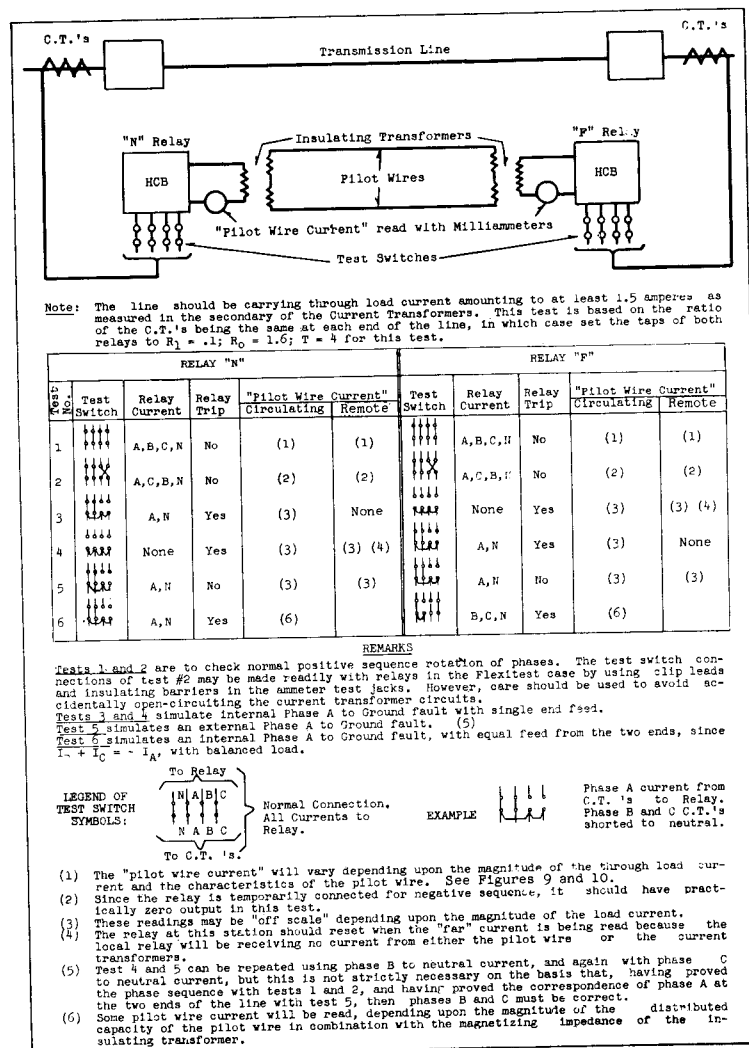 C.T.'s
C.T.'s
Transmission Line
"N" Relay
Insulating Transformers
"F" Relay
HCB
Pilot Wires
HCB
"Pilot Wire Current" read with Milliammeters
Test Switches
Note: The line should be carrying through load current amounting to at least 1.5 amperes as
measured in the secondary of the Current Transformers. This test is based on the ratio
of the C.T.'s being the same at each end of the line, in which case set the taps of both
relays to R1 = .1; R0 = 1.6; T = 4 for this test.
RELAY "N" RELAY "F"
Test No. Test Switch Relay Current Relay Trip "Pilot Wire Current" Circulating Remote Test Switch Relay Current Relay Trip "Pilot Wire Current" Circulating Remote
1 A,B,C,N No (1) (1) A,B,C,N No (1) (1)
2 A,C,B,N No (2) (2) A,C,B,N No (2) (2)
3 A,N Yes (3) None None Yes (3) (3) (4)
4 None Yes (3) (3) (4) A,N Yes (3) None
5 A,N No (3) (3) A,N No (3) (3)
6 A,N Yes (6) B,C,N Yes (6)
REMARKS
Tests 1 and 2 are to check normal positive sequence rotation of phases. The test switch con-
nections of test #2 may be made readily with relays in the Flexitest case by using clip leads
and insulating barriers in the ammeter test jacks. However, care should be used to avoid ac-
cidentally open-circuiting the current transformer circuits.
Tests 3 and 4 simulate internal Phase A to Ground fault with single end feed.
Test 5 simulates an external Phase A to Ground fault. (5)
Test 6 simulates an internal Phase A to Ground fault, with equal feed from the two ends, since
+ IC = - IA, with balanced load.
To Relay
LEGEND OF
TEST SWITCH
SYMBOLS:
N A B C
N A B C
To C.T. 's.
Normal Connection.
All Currents to
Relay.
EXAMPLE
Phase A current from
C.T. 's to Relay.
Phase B and C C.T.'s
shorted to neutral.
(1) The "pilot wire current" will vary depending upon the magnitude of the through load cur-
rent and the characteristics of the pilot wire. See Figures 9 and 10.
(2) Since the relay is temporarily connected for negative sequence, it should have pract-
ically zero output in this test.
(3) These readings may be "off scale" depending upon the magnitude of the load current.
(4) The relay at this station should reset when the "far" current is being read because the
local relay will be receiving no current from either the pilot wire or the current
transformers.
(5) Test 4 and 5 can be repeated using phase B to neutral current, and again with phase C
to neutral current, but this is not strictly necessary on the basis that, having proved
the phase sequence with tests 1 and 2, and having proved the correspondence of phase A at
the two ends of the line with test 5, then phases B and C must be correct.
(6) Some pilot wire current will be read, depending upon the magnitude of the distributed
capacity of the pilot wire in combination with the magnetizing impedance of the in-
sulating transformer.